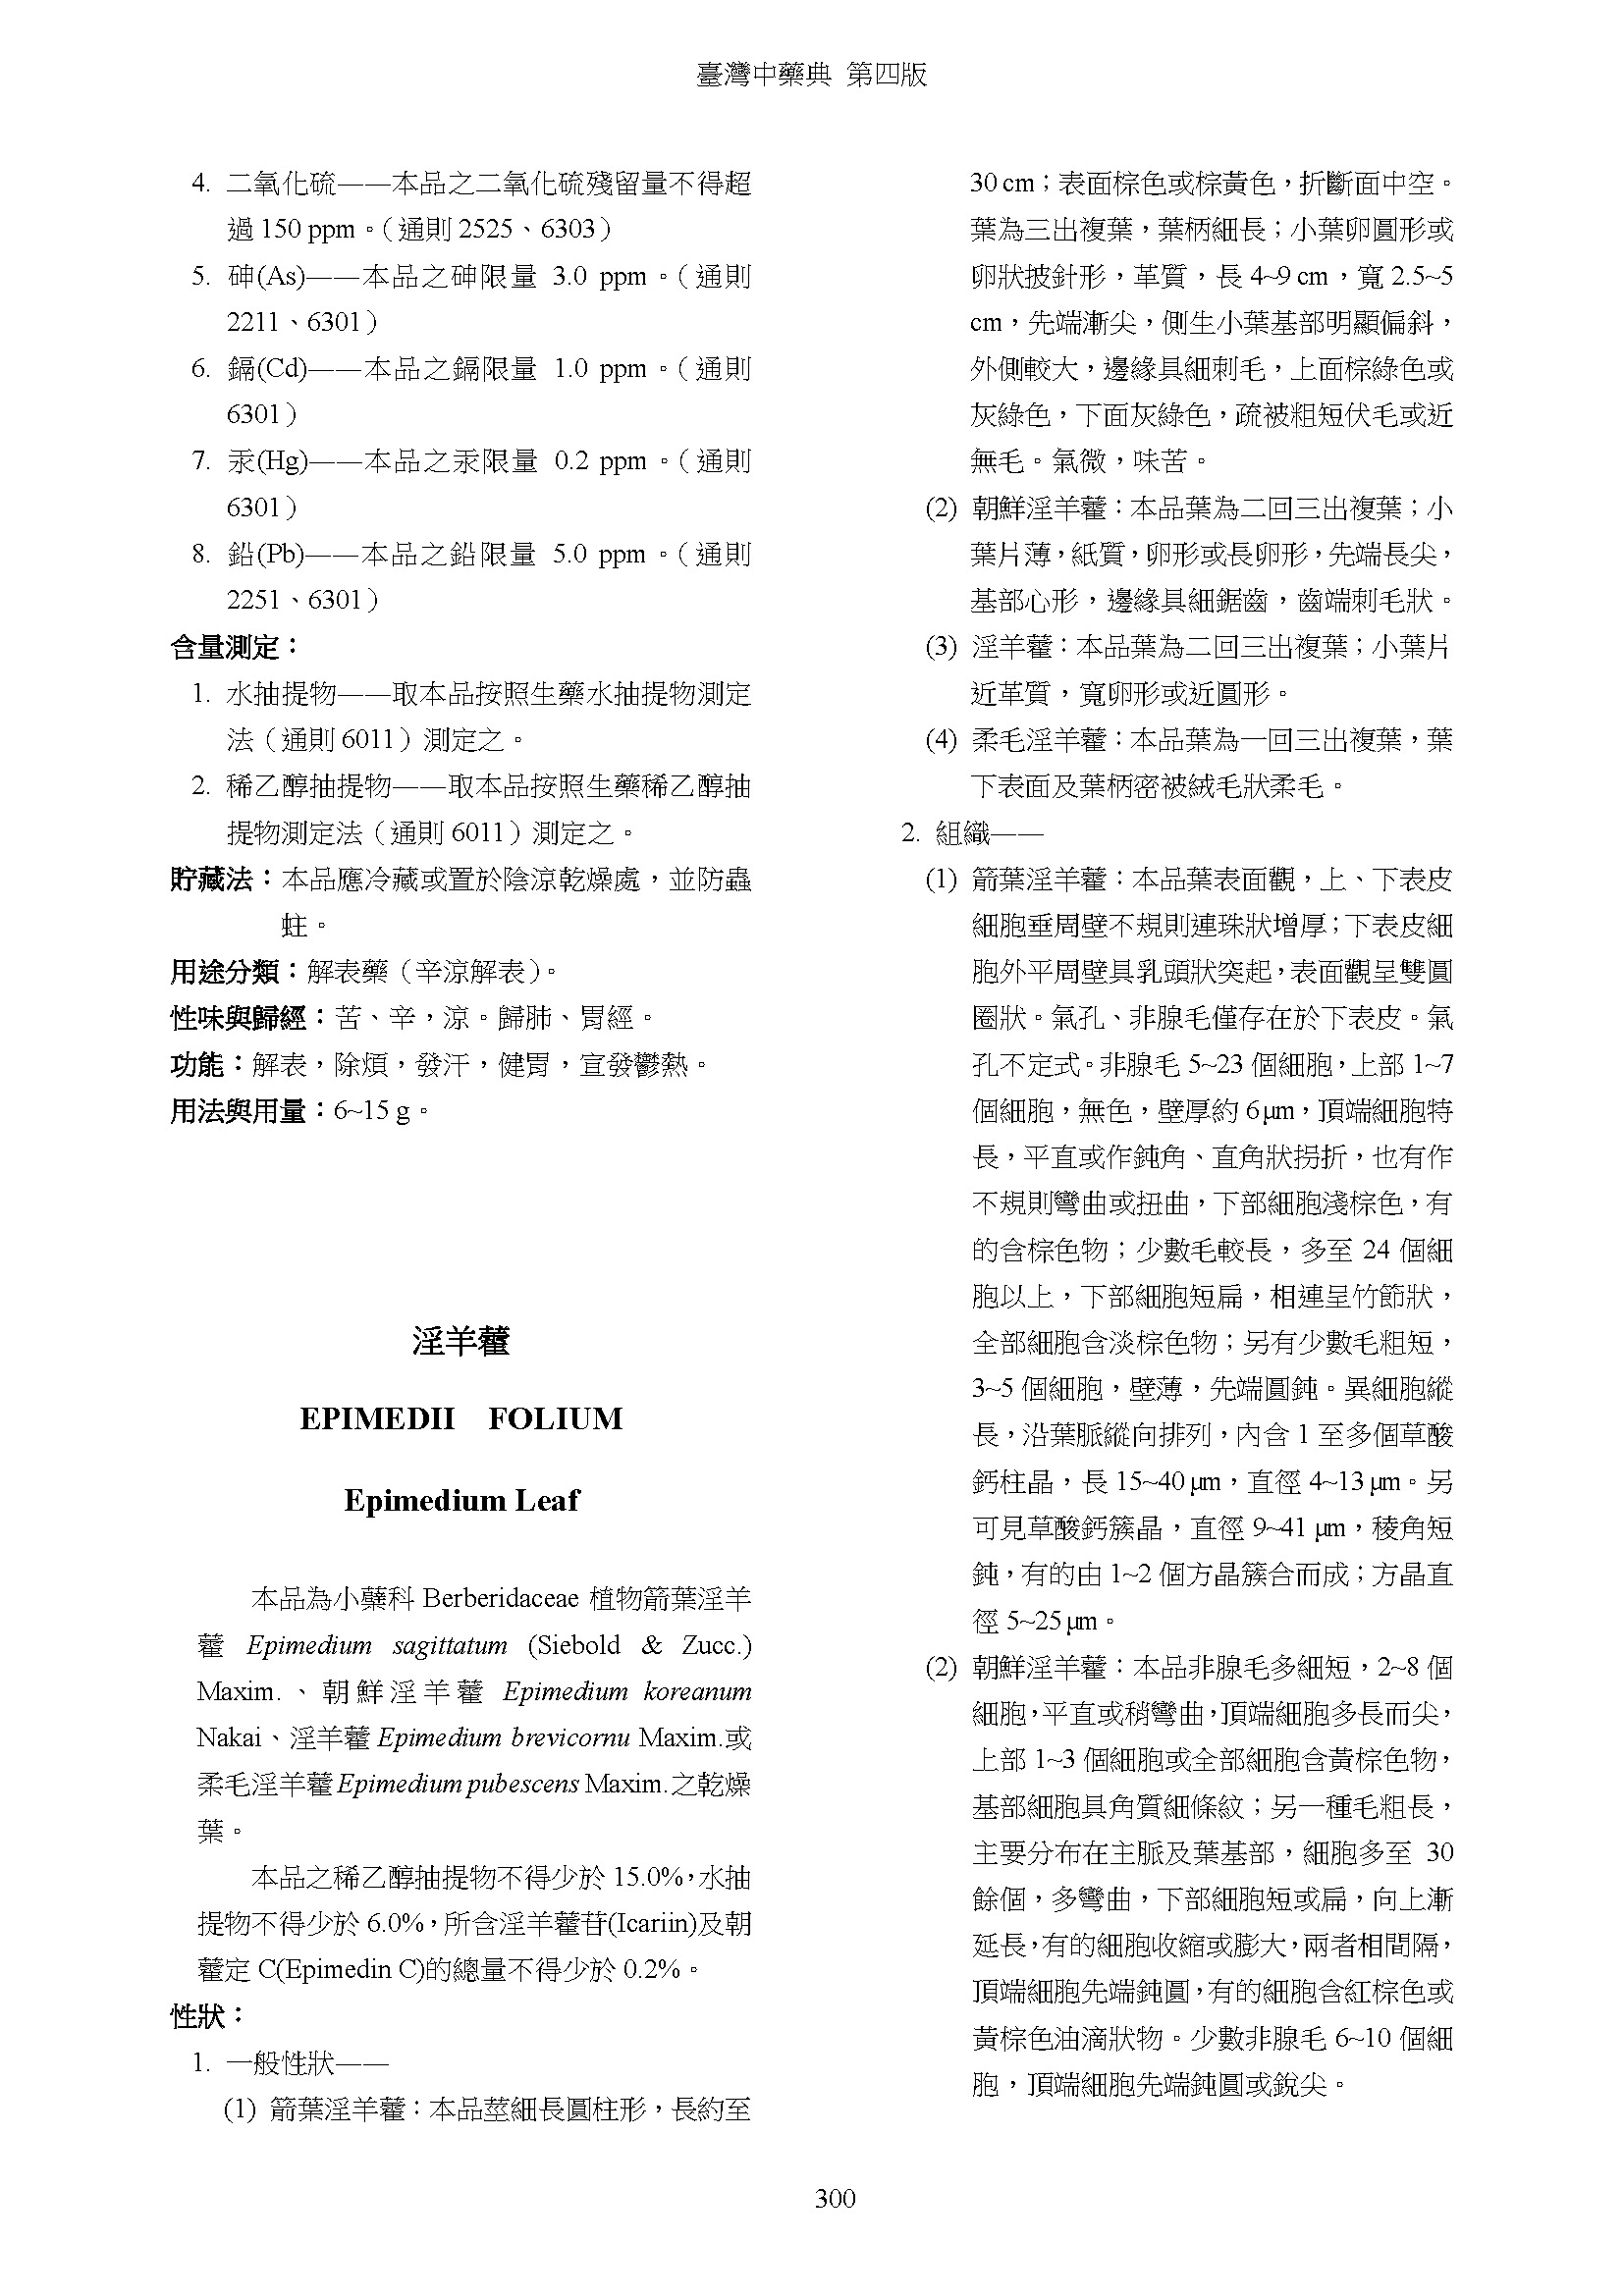 臺灣中藥典 第四版
4. 二氧化硫——本品之二氧化硫殘留量不得超
過 150 ppm。（通則 2525、6303）
5. 砷(As)——本品之砷限量 3.0 ppm。（通則
2211、6301）
6. 鎘(Cd)——本品之鎘限量 1.0 ppm。（通則
6301）
7. 汞(Hg)——本品之汞限量 0.2 ppm。（通則
6301）
8. 鉛(Pb)——本品之鉛限量 5.0 ppm。（通則
2251、6301）
含量測定：
1. 水抽提物——取本品按照生藥水抽提物測定
法（通則 6011）測定之。
2. 稀乙醇抽提物——取本品按照生藥稀乙醇抽
提物測定法（通則 6011）測定之。
貯藏法：本品應冷藏或置於陰涼乾燥處，並防蟲
蛀。
用途分類：解表藥（辛涼解表）。
性味與歸經：苦、辛，涼。歸肺、胃經。
功能：解表，除煩，發汗，健胃，宣發鬱熱。
用法與用量：6~15 g。
淫羊藿
EPIMEDII FOLIUM
Epimedium Leaf
本品為小蘗科 Berberidaceae 植物箭葉淫羊
藿 Epimedium sagittatum (Siebold & Zucc.)
Maxim.、朝鮮淫羊藿 Epimedium koreanum
Nakai、淫羊藿 Epimedium brevicornu Maxim.或
柔毛淫羊藿 Epimedium pubescens Maxim.之乾燥
葉。
本品之稀乙醇抽提物不得少於 15.0%，水抽
提物不得少於 6.0%，所含淫羊藿苷(Icariin)及朝
藿定 C(Epimedin C)的總量不得少於 0.2%。
性狀：
1. 一般性狀——
(1) 箭葉淫羊藿：本品莖細長圓柱形，長約至
30 cm；表面棕色或棕黃色，折斷面中空。
葉為三出複葉，葉柄細長；小葉卵圓形或
卵狀披針形，革質，長 4~9 cm，寬 2.5~5
cm，先端漸尖，側生小葉基部明顯偏斜，
外側較大，邊緣具細刺毛，上面棕綠色或
灰綠色，下面灰綠色，疏被粗短伏毛或近
無毛。氣微，味苦。
(2) 朝鮮淫羊藿：本品葉為二回三出複葉；小
葉片薄，紙質，卵形或長卵形，先端長尖，
基部心形，邊緣具細鋸齒，齒端刺毛狀。
(3) 淫羊藿：本品葉為二回三出複葉；小葉片
近革質，寬卵形或近圓形。
(4) 柔毛淫羊藿：本品葉為一回三出複葉，葉
下表面及葉柄密被絨毛狀柔毛。
2. 組織——
(1) 箭葉淫羊藿：本品葉表面觀，上、下表皮
細胞垂周壁不規則連珠狀增厚；下表皮細
胞外平周壁具乳頭狀突起，表面觀呈雙圓
圈狀。氣孔、非腺毛僅存在於下表皮。氣
孔不定式。非腺毛 5~23 個細胞，上部 1~7
個細胞，無色，壁厚約 6 μm，頂端細胞特
長，平直或作鈍角、直角狀拐折，也有作
不規則彎曲或扭曲，下部細胞淺棕色，有
的含棕色物；少數毛較長，多至 24 個細
胞以上，下部細胞短扁，相連呈竹節狀，
全部細胞含淡棕色物；另有少數毛粗短，
3~5 個細胞，壁薄，先端圓鈍。異細胞縱
長，沿葉脈縱向排列，內含 1 至多個草酸
鈣柱晶，長 15~40 μm，直徑 4~13 μm。另
可見草酸鈣簇晶，直徑 9~41 μm，稜角短
鈍，有的由 1~2 個方晶簇合而成；方晶直
徑 5~25 μm。
(2) 朝鮮淫羊藿：本品非腺毛多細短，2~8 個
細胞，平直或稍彎曲，頂端細胞多長而尖，
上部 1~3 個細胞或全部細胞含黃棕色物，
基部細胞具角質細條紋；另一種毛粗長，
主要分布在主脈及葉基部，細胞多至 30
餘個，多彎曲，下部細胞短或扁，向上漸
延長，有的細胞收縮或膨大，兩者相間隔，
頂端細胞先端鈍圓，有的細胞含紅棕色或
黃棕色油滴狀物。少數非腺毛 6~10 個細
胞，頂端細胞先端鈍圓或銳尖。
300